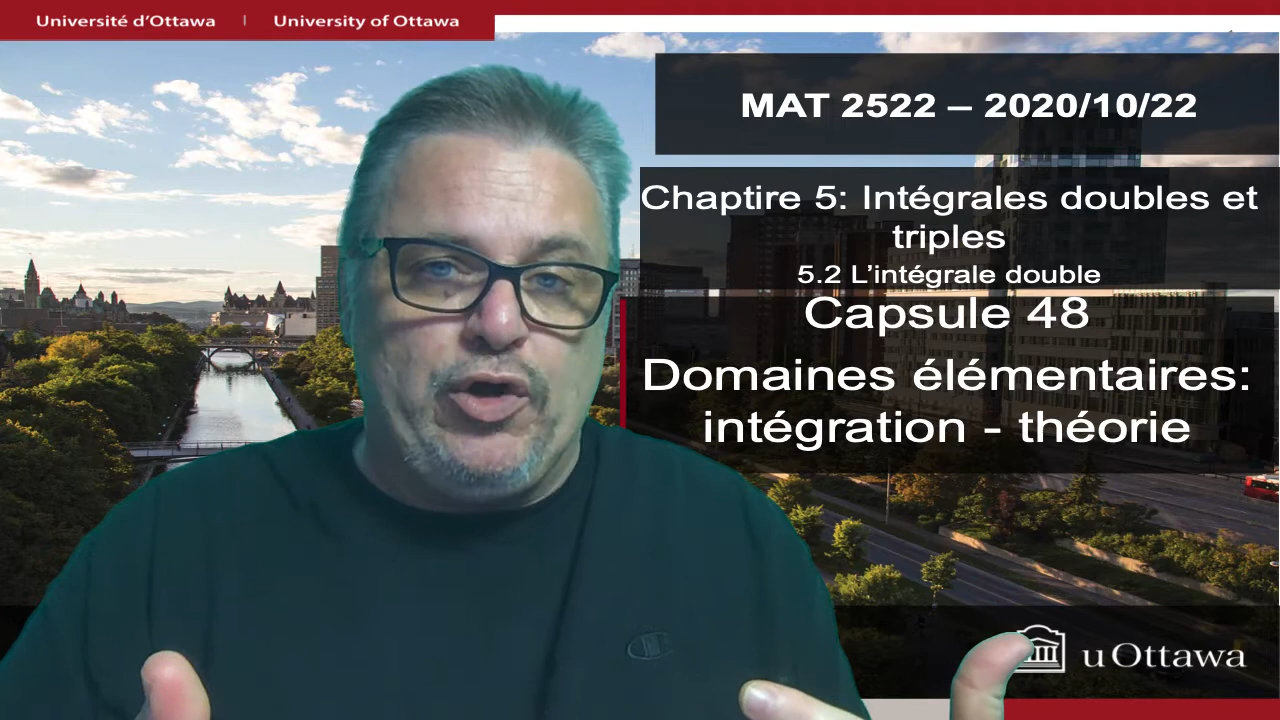 Université d'Ottawa | University of Ottawa
MAT 2522 – 2020/10/22
Chaptire 5: Intégrales doubles et
triples
5.2 L'intégrale double
Capsule 48
Domaines élémentaires:
intégration - théorie
uOttawa